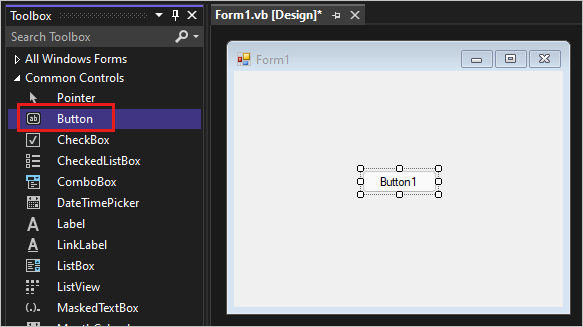 Toolbox
Form1.vb [Design]*
Search Toolbox
All Windows Forms
Common Controls
Pointer
ab Button
CheckBox
CheckedListBox
ComboBox
DateTimePicker
A Label
A LinkLabel
ListBox
ListView
(.). MaskedTextBox
Form1
Button1